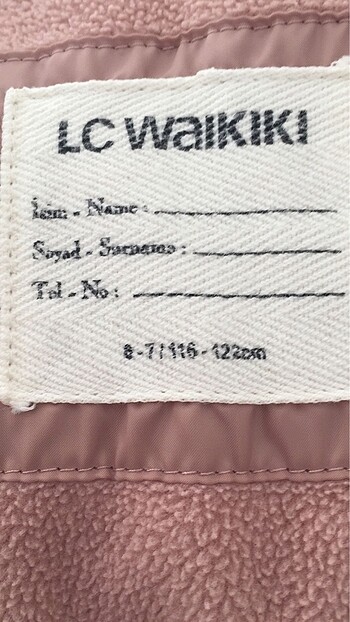 LC WAIKIKI
İsim - Name :
Soyad - Surname :
Tel - No :
6-7/116-122cm